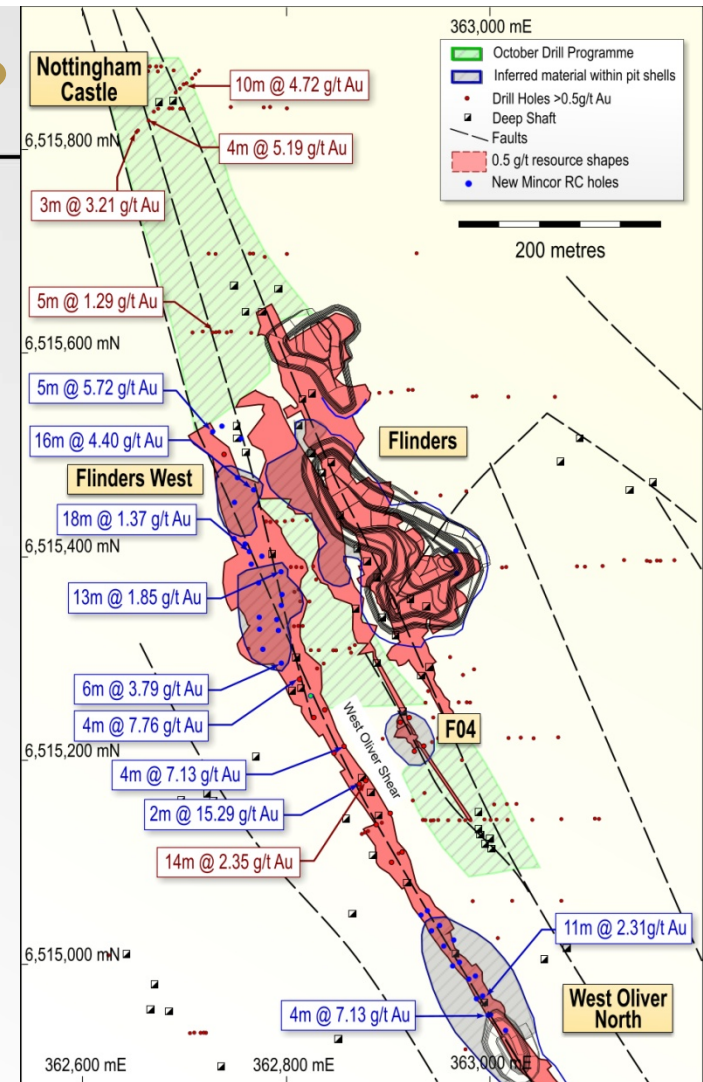 363,000 mE
Nottingham
Castle
October Drill Programme
Inferred material within pit shells
Drill Holes >0.5g/t Au
Deep Shaft
Faults
0.5 g/t resource shapes
New Mincor RC holes
10m @ 4.72 g/t Au
6,515,800 mN
4m @ 5.19 g/t Au
3m @ 3.21 g/t Au
200 metres
5m @ 1.29 g/t Au
6,515,600 mN
5m @ 5.72 g/t Au
16m @ 4.40 g/t Au
Flinders
Flinders West
18m @ 1.37 g/t Au
6,515,400 mN
13m @ 1.85 g/t Au
6m @ 3.79 g/t Au
4m @ 7.76 g/t Au
West Oliver Shear
F04
6,515,200 mN
4m @ 7.13 g/t Au
2m @ 15.29 g/t Au
14m @ 2.35 g/t Au
11m @ 2.31g/t Au
6,515,000 mN
4m @ 7.13 g/t Au
West Oliver
North
362,600 mE
362,800 mE
363,000 mE